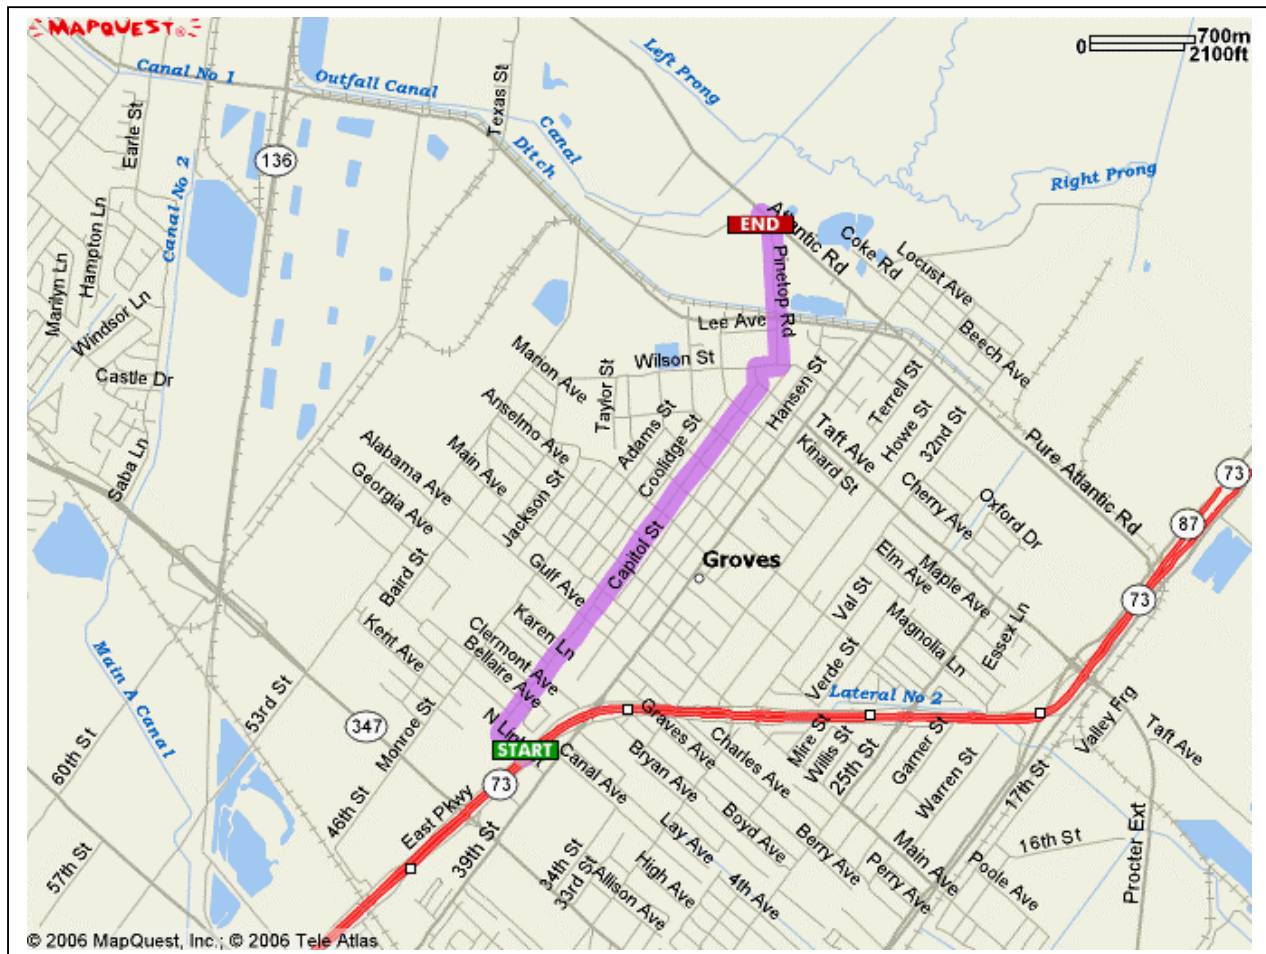 MAPQUEST
700m
0
2100ft
Canal No 1
Outfall Canal
Texas St
Left Prong
Canal
Ditch
Earle St
136
Canal No 2
Right Prong
Hampton Ln
Marilyn Ln
END
Atlantic Rd
Coke Rd
Locust Ave
Pinetop Rd
Windsor Ln
Lee Ave
Beech Ave
Castle Dr
Marion Ave
Wilson St
Taylor St
Hansen St
Terrell St
Anselmo Ave
Adams St
Coolidge St
Taft Ave
Howe St
32nd St
Kinard St
Pure Atlantic Rd
Alabama Ave
Main Ave
Georgia Ave
Saba Ln
Jackson St
Cherry Ave
Oxford Dr
73
87
Capitol St
Groves
Baird St
Gulf Ave
Elm Ave
Maple Ave
Val St
73
Karen Ln
Kent Ave
Clermont Ave
Bellaire Ave
Magnolia Ln
Essex Ln
Verde St
Main A Canal
53rd St
Lateral No 2
347
Monroe St
START
Graves Ave
Charles Ave
Mire St
Willis St
25th St
Garner St
Valley Frg
Taft Ave
60th St
Canal Ave
Bryan Ave
Warren St
17th St
73
East Pkwy
46th St
39th St
Lay Ave
Boyd Ave
Berry Ave
Main Ave
16th St
Procter Ext
57th St
34th St
33rd St
Allison Ave
High Ave
4th Ave
Perry Ave
Poole Ave
© 2006 MapQuest, Inc.; © 2006 Tele Atlas